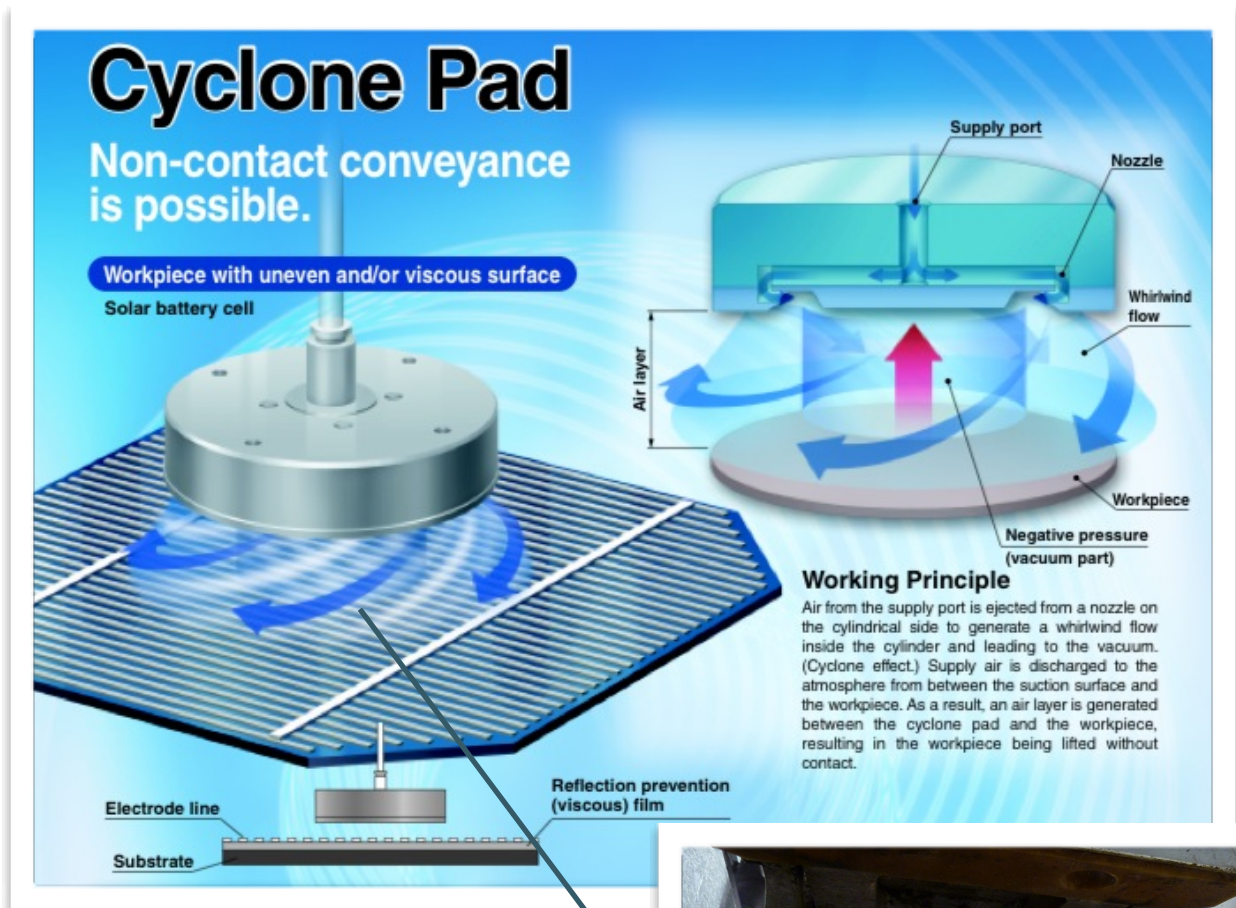 Cyclone Pad
Non-contact conveyance
is possible.
Workpiece with uneven and/or viscous surface
Solar battery cell
Supply port
Nozzle
Whirlwind
flow
Air layer
Workpiece
Negative pressure
(vacuum part)
Working Principle
Air from the supply port is ejected from a nozzle on
the cylindrical side to generate a whirlwind flow
inside the cylinder and leading to the vacuum.
(Cyclone effect.) Supply air is discharged to the
atmosphere from between the suction surface and
the workpiece. As a result, an air layer is generated
between the cyclone pad and the workpiece,
resulting in the workpiece being lifted without
contact.
Electrode line
Substrate
Reflection prevention
(viscous) film